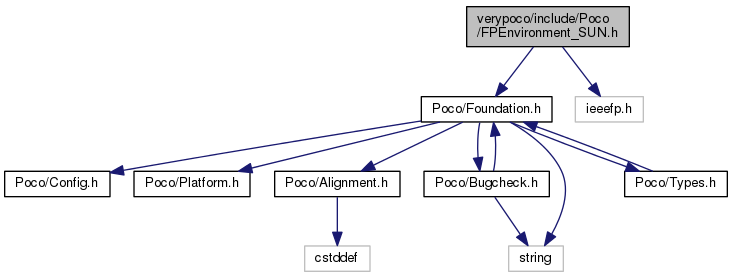 verypoco/include/Poco
/FPEnvironment_SUN.h
Poco/Foundation.h
ieeefp.h
Poco/Config.h
Poco/Platform.h
Poco/Alignment.h
Poco/Bugcheck.h
Poco/Types.h
cstddef
string